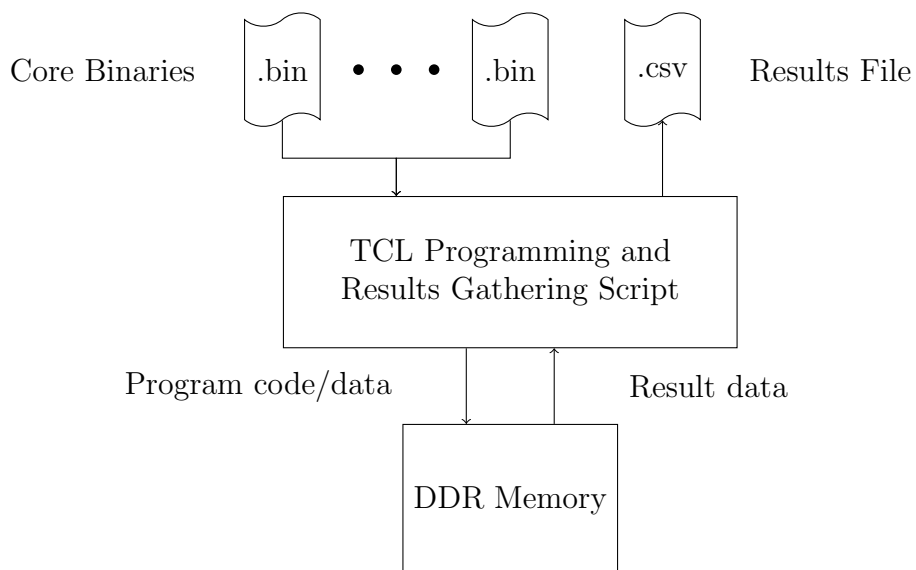 Core Binaries
.bin
.bin
.csv
Results File
TCL Programming and
Results Gathering Script
Program code/data
Result data
DDR Memory